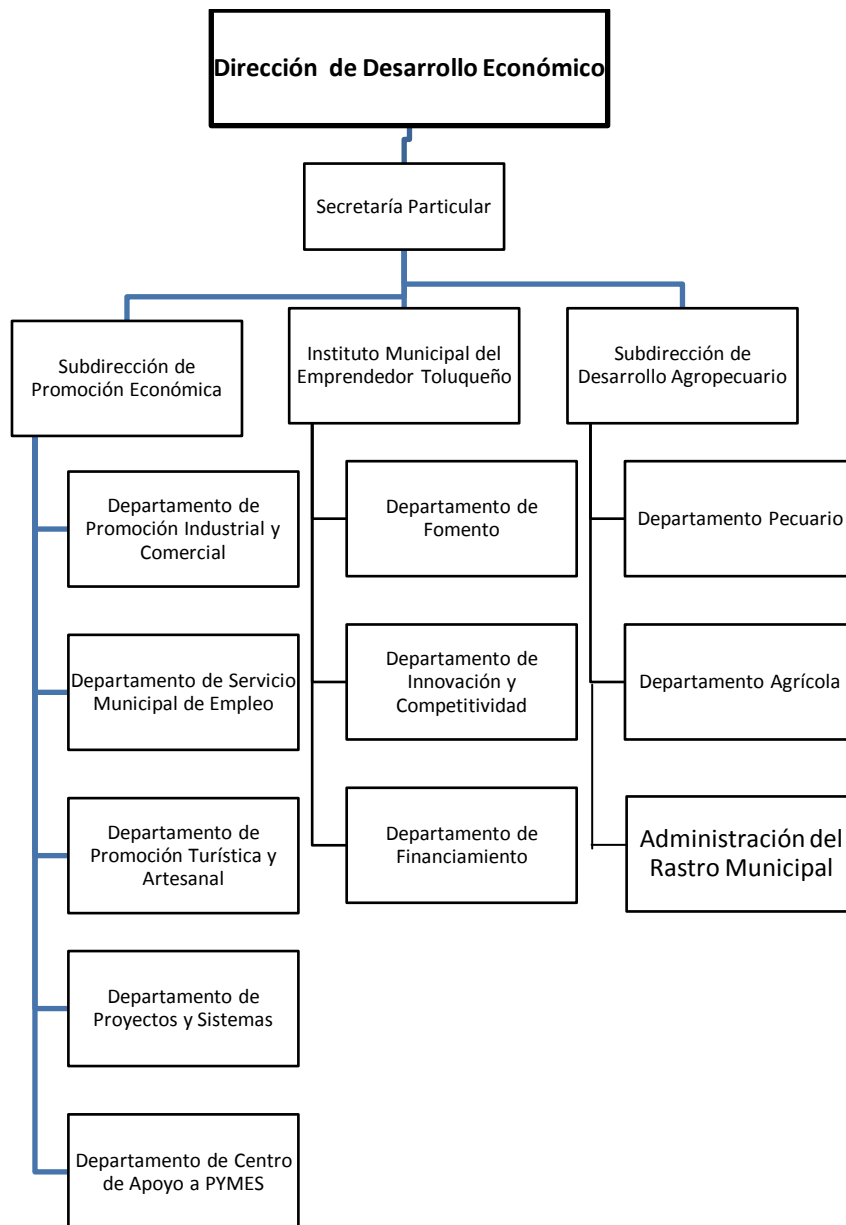 Dirección de Desarrollo Económico
Secretaría Particular
Subdirección de
Promoción Económica
Instituto Municipal del
Emprendedor Toluqueño
Subdirección de
Desarrollo Agropecuario
Departamento de
Promoción Industrial y
Comercial
Departamento de Servicio
Municipal de Empleo
Departamento de
Promoción Turística y
Artesanal
Departamento de
Proyectos y Sistemas
Departamento de Centro
de Apoyo a PYMES
Departamento de
Fomento
Departamento de
Innovación y
Competitividad
Departamento de
Financiamiento
Departamento Pecuario
Departamento Agrícola
Administración del
Rastro Municipal